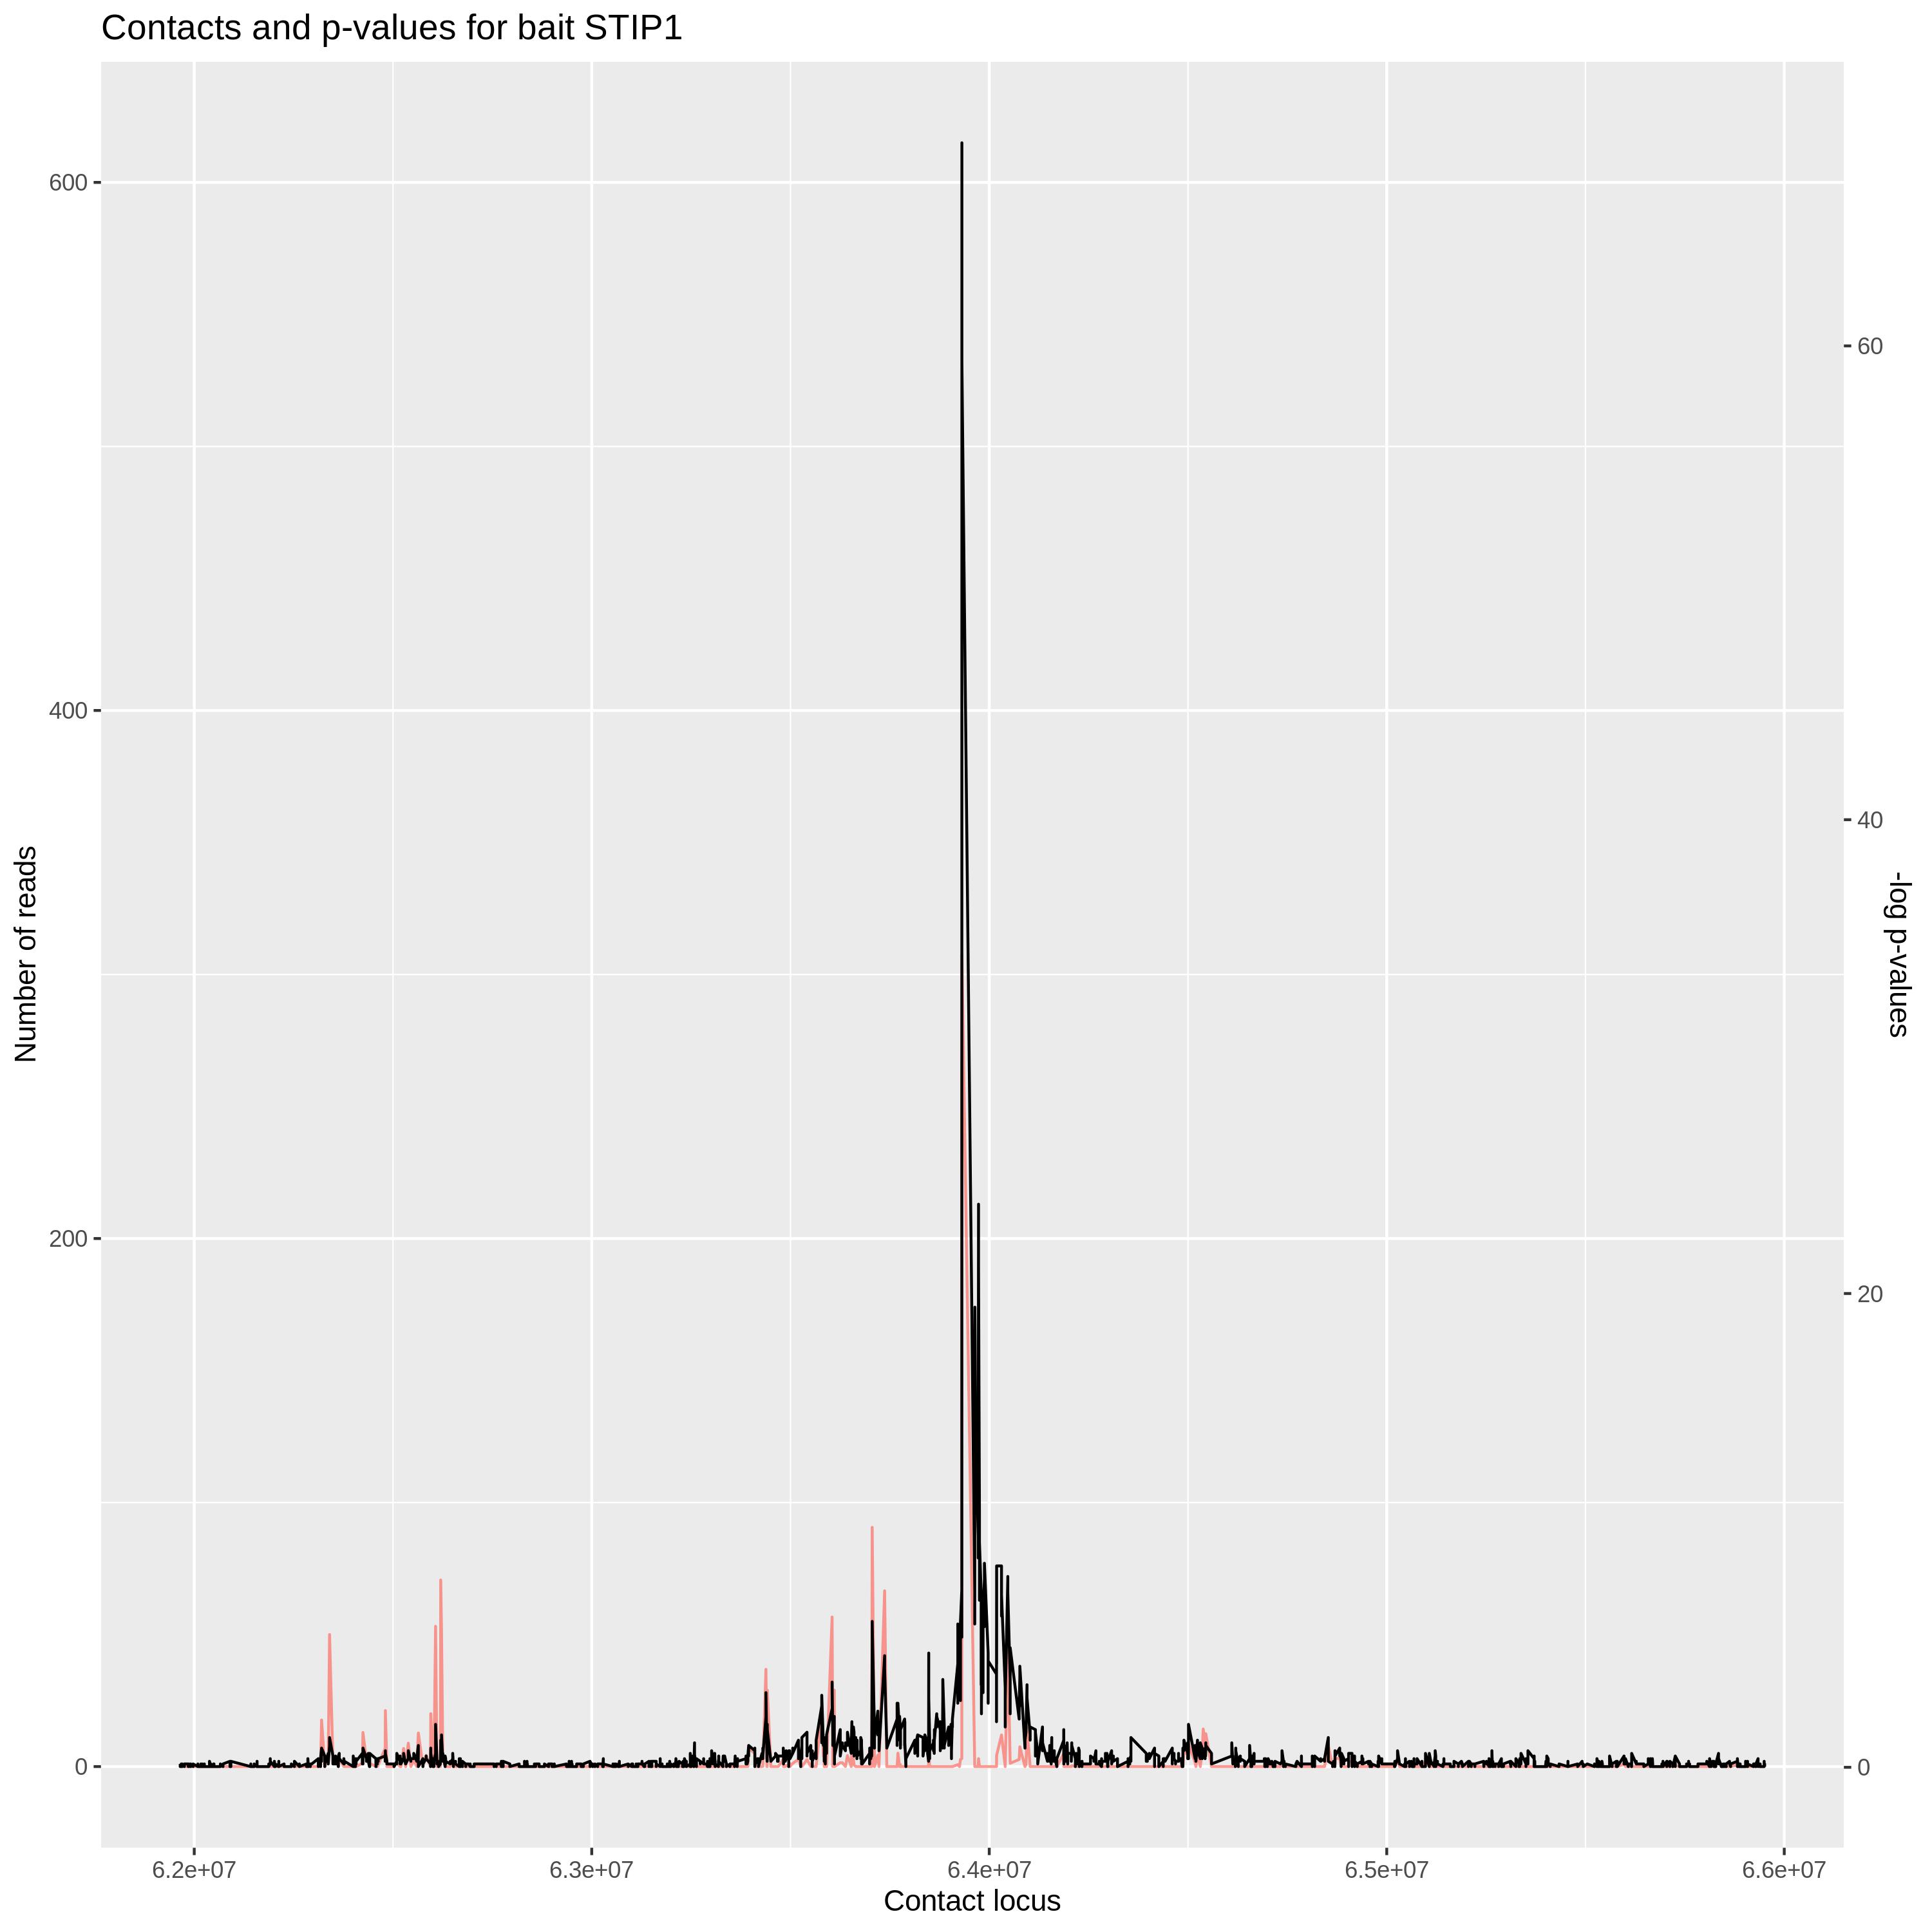 Contacts and p-values for bait STIP1
600
400
200
0
Number of reads
60
40
20
0
-log p-values
6.2e+07
6.3e+07
6.4e+07
6.5e+07
6.6e+07
Contact locus